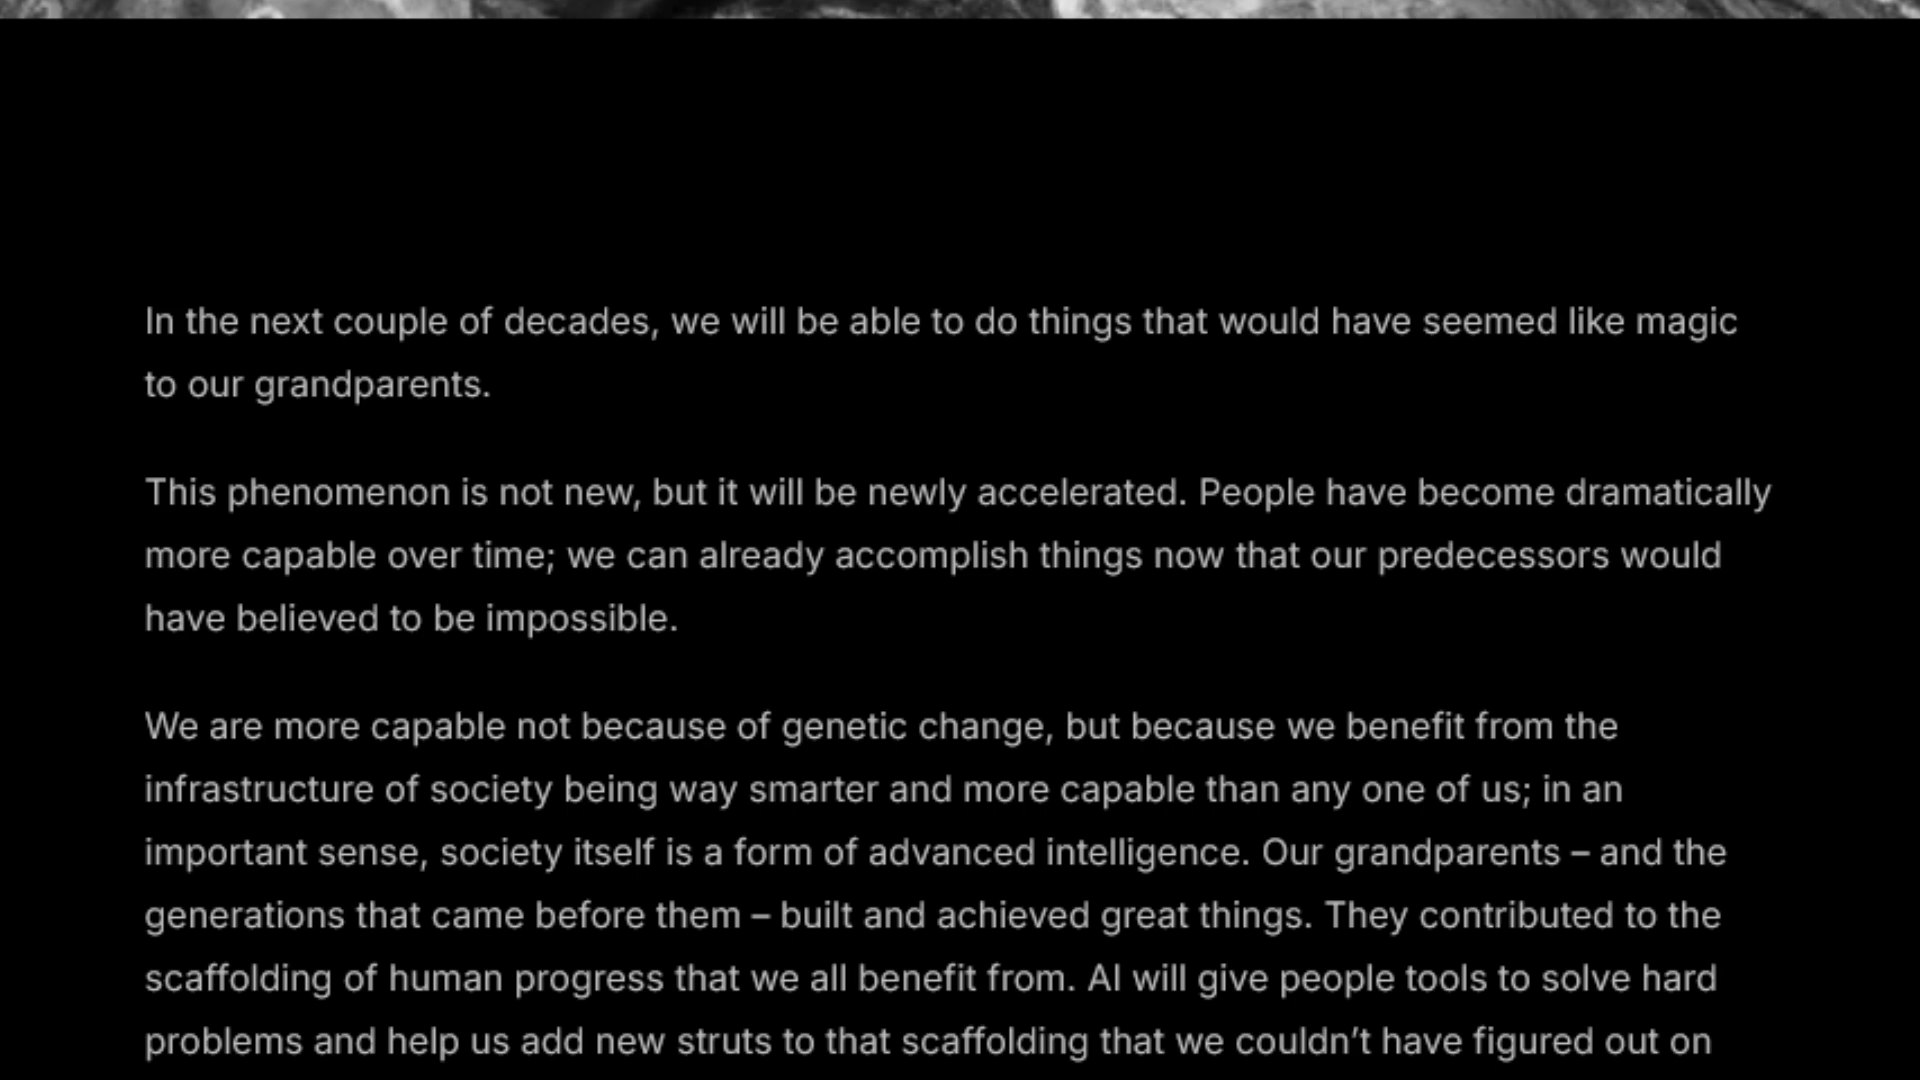 In the next couple of decades, we will be able to do things that would have seemed like magic
to our grandparents.
This phenomenon is not new, but it will be newly accelerated. People have become dramatically
more capable over time; we can already accomplish things now that our predecessors would
have believed to be impossible.
We are more capable not because of genetic change, but because we benefit from the
infrastructure of society being way smarter and more capable than any one of us; in an
important sense, society itself is a form of advanced intelligence. Our grandparents – and the
generations that came before them – built and achieved great things. They contributed to the
scaffolding of human progress that we all benefit from. AI will give people tools to solve hard
problems and help us add new struts to that scaffolding that we couldn’t have figured out on